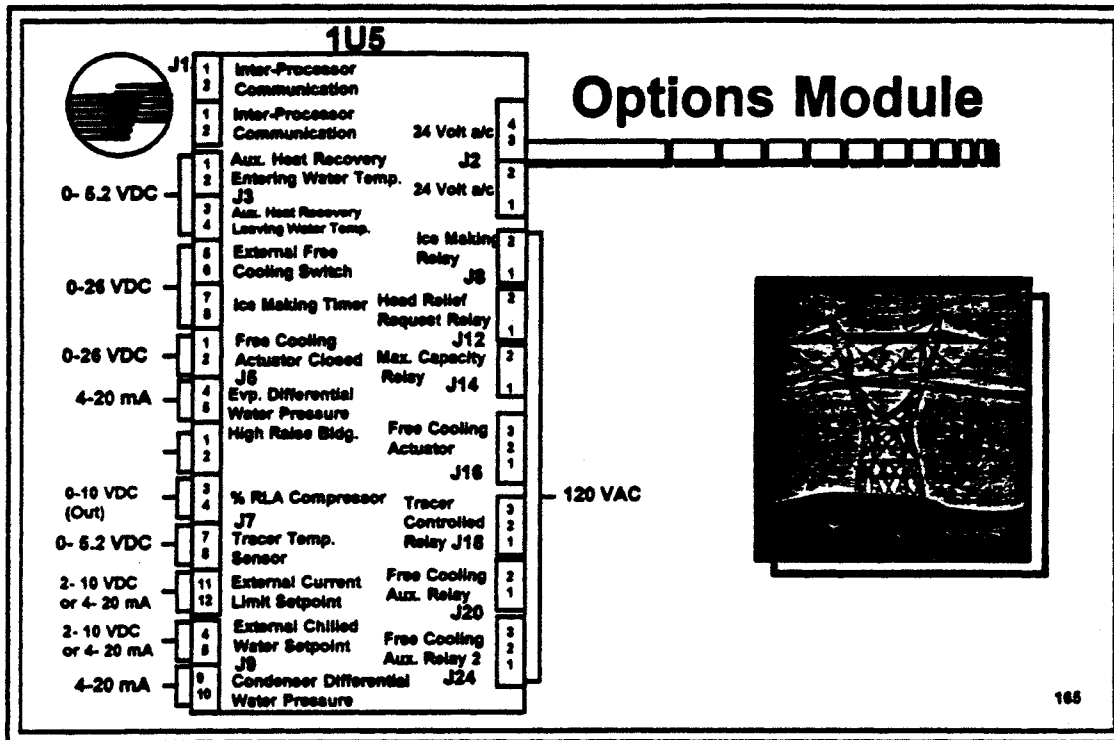 1U5
Options Module
J1
1
2
Inter-Processor
Communication
1
2
Inter-Processor
Communication
0- 5.2 VDC
1
2
Aux. Heat Recovery
Entering Water Temp.
J3
3
4
Aux. Heat Recovery
Leaving Water Temp.
0-26 VDC
5
6
External Free
Cooling Switch
7
8
Ice Making Timer
0-26 VDC
1
2
Free Cooling
Actuator Closed
J5
4-20 mA
4
5
Evp. Differential
Water Pressure
1
2
High Raise Bldg.
0-10 VDC
(Out)
3
4
% RLA Compressor
J7
0- 5.2 VDC
7
8
Tracer Temp.
Sensor
2- 10 VDC
or 4- 20 mA
11
12
External Current
Limit Setpoint
2- 10 VDC
or 4- 20 mA
4
5
External Chilled
Water Setpoint
J9
4-20 mA
9
10
Condenser Differential
Water Pressure
24 Volt a/c
4
3
J2
24 Volt a/c
2
1
Ice Making
Relay
J8
2
1
Head Relief
Request Relay
J12
2
1
Max. Capacity
Relay
J14
2
1
Free Cooling
Actuator
J16
3
2
1
Tracer
Controlled
Relay J18
3
2
1
Free Cooling
Aux. Relay
J20
2
1
Free Cooling
Aux. Relay 2
J24
3
2
1
120 VAC
165